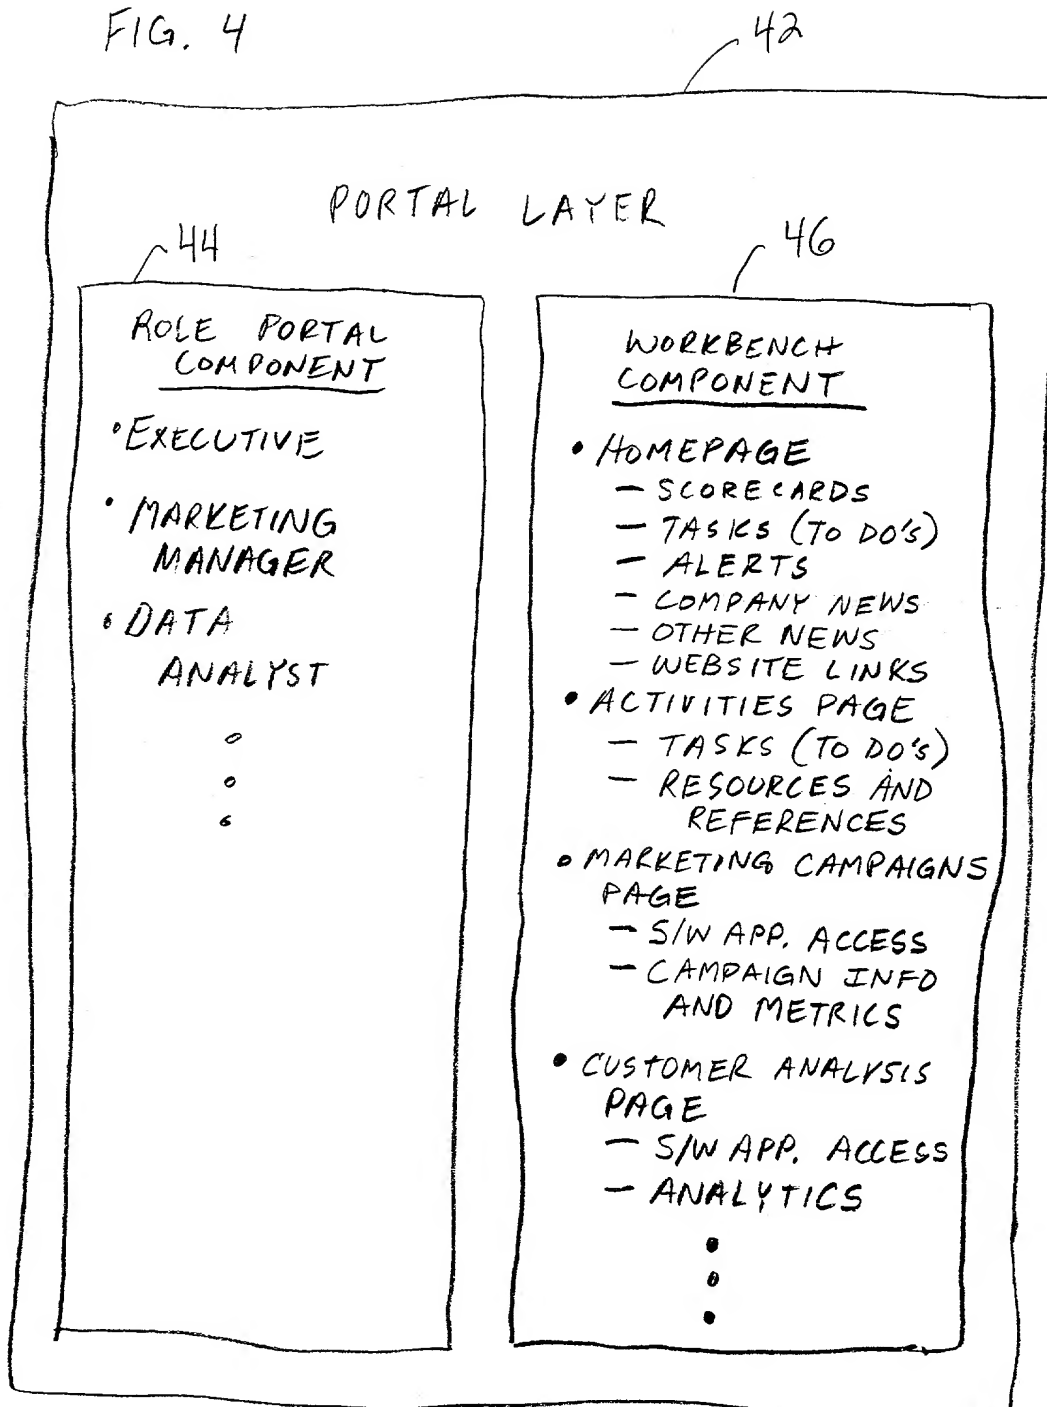 FIG. 4
42
PORTAL LAYER
44
ROLE PORTAL
COMPONENT
• EXECUTIVE
• MARKETING
MANAGER
• DATA
ANALYST
46
WORKBENCH
COMPONENT
• HOMEPAGE
— SCORECARDS
— TASKS (TO DO'S)
— ALERTS
— COMPANY NEWS
— OTHER NEWS
— WEBSITE LINKS
• ACTIVITIES PAGE
— TASKS (TO DO'S)
— RESOURCES AND
REFERENCES
• MARKETING CAMPAIGNS
PAGE
— S/W APP. ACCESS
— CAMPAIGN INFO
AND METRICS
• CUSTOMER ANALYSIS
PAGE
— S/W APP. ACCESS
— ANALYTICS